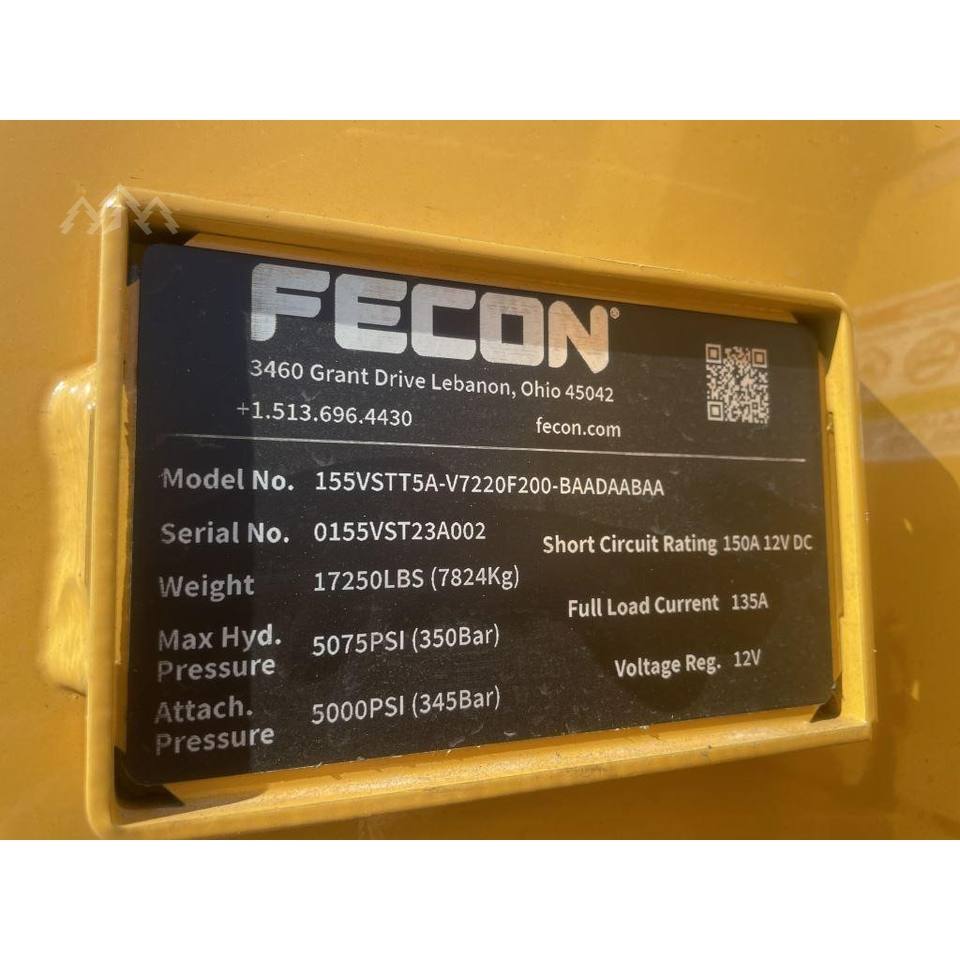 FECON®
3460 Grant Drive Lebanon, Ohio 45042
+1.513.696.4430 fecon.com
Model No. 155VSTT5A-V7220F200-BAADAABAA
Serial No. 0155VST23A002
Short Circuit Rating 150A 12V DC
Weight 17250LBS (7824Kg)
Full Load Current 135A
Max Hyd.
Pressure 5075PSI (350Bar)
Voltage Reg. 12V
Attach.
Pressure 5000PSI (345Bar)